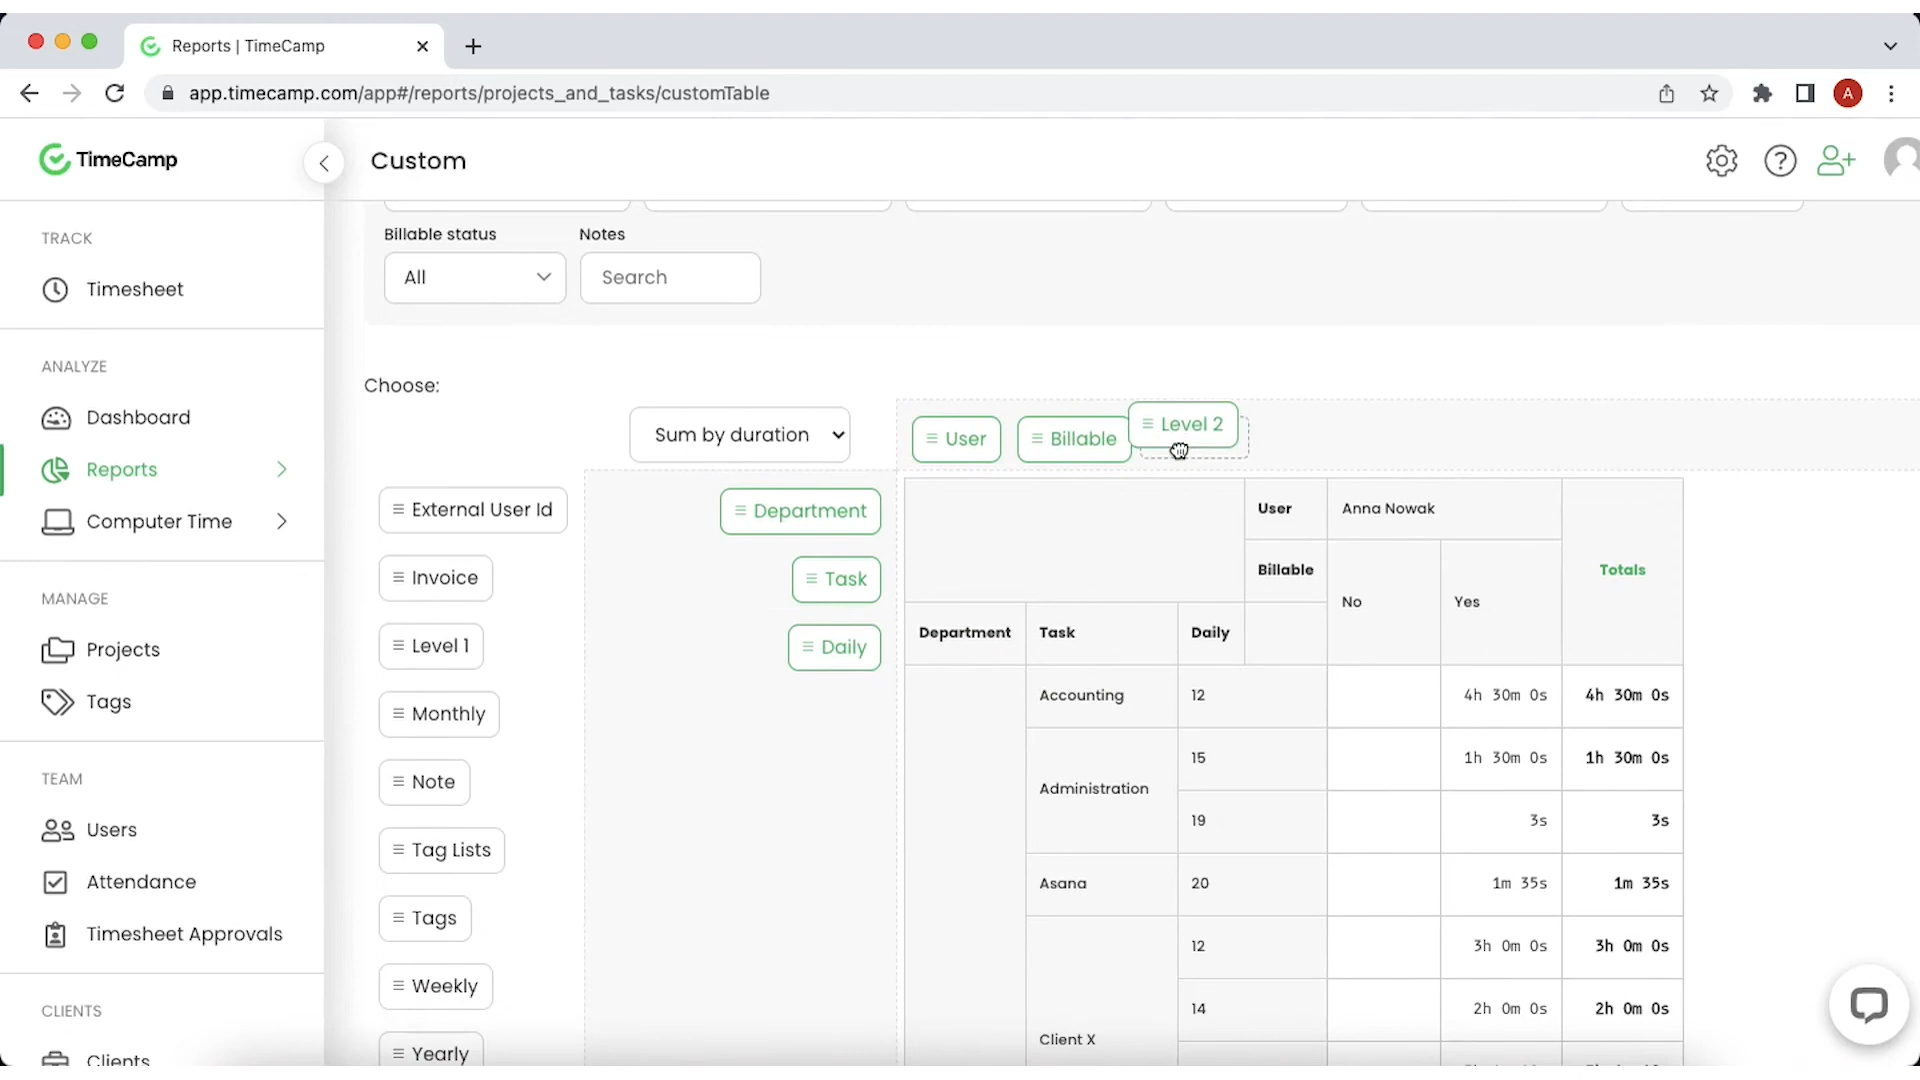 Reports | TimeCamp
app.timecamp.com/app#/reports/projects_and_tasks/customTable
A
TimeCamp
Custom
TRACK
Timesheet
ANALYZE
Dashboard
Reports
Computer Time
MANAGE
Projects
Tags
TEAM
Users
Attendance
Timesheet Approvals
CLIENTS
Clients
Billable status
Notes
All
Search
Choose:
Sum by duration
User
Billable
Level 2
External User Id
Invoice
Level 1
Monthly
Note
Tag Lists
Tags
Weekly
Yearly
Department
Task
Daily
User
Anna Nowak
Billable
No
Yes
Totals
Department
Task
Daily
Accounting
12
4h 30m 0s
4h 30m 0s
Administration
15
1h 30m 0s
1h 30m 0s
19
3s
3s
Asana
20
1m 35s
1m 35s
Client X
12
3h 0m 0s
3h 0m 0s
14
2h 0m 0s
2h 0m 0s